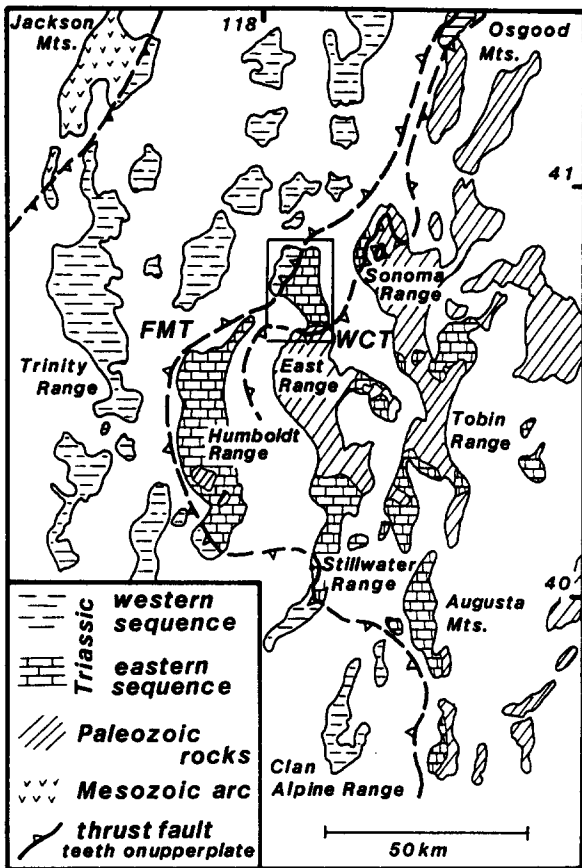 Jackson
Mts.
118
Osgood
Mts.
41
Sonoma
Range
FMT
WCT
Trinity
Range
East
Range
Humboldt
Range
Tobin
Range
θ
Stillwater
Range
40
Augusta
Mts.
Clan
Alpine Range
50 km
Triassic
western
sequence
eastern
sequence
Paleozoic
rocks
Mesozoic arc
thrust fault
teeth onupperplate